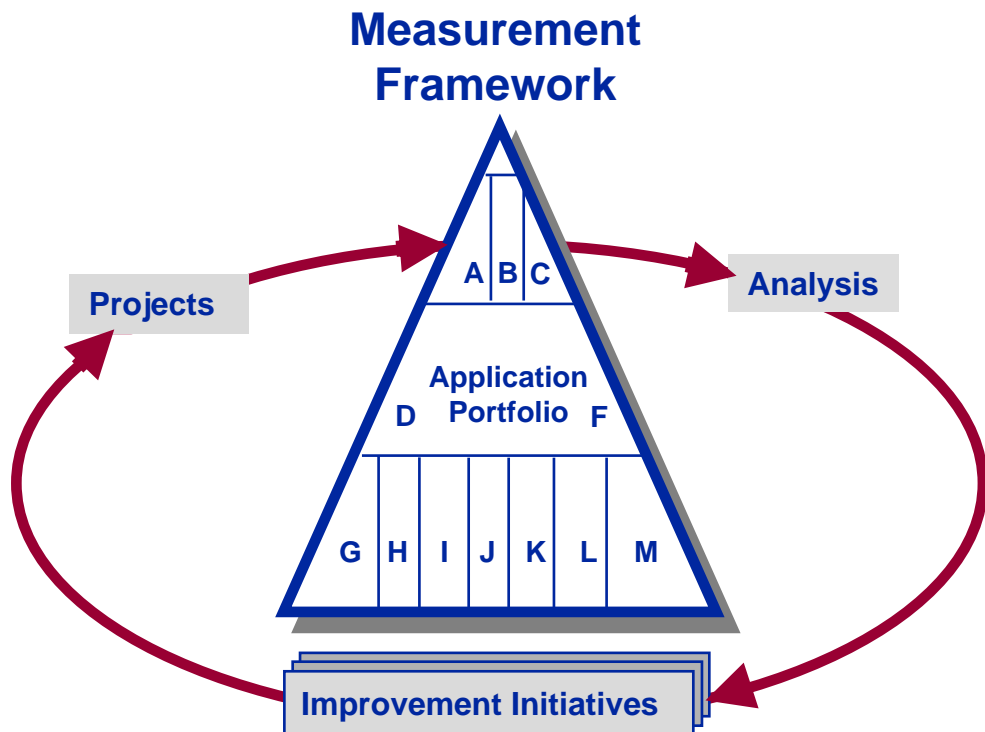 Measurement
Framework
A B C
Projects
Analysis
Application
Portfolio
D F
G H I J K L M
Improvement Initiatives